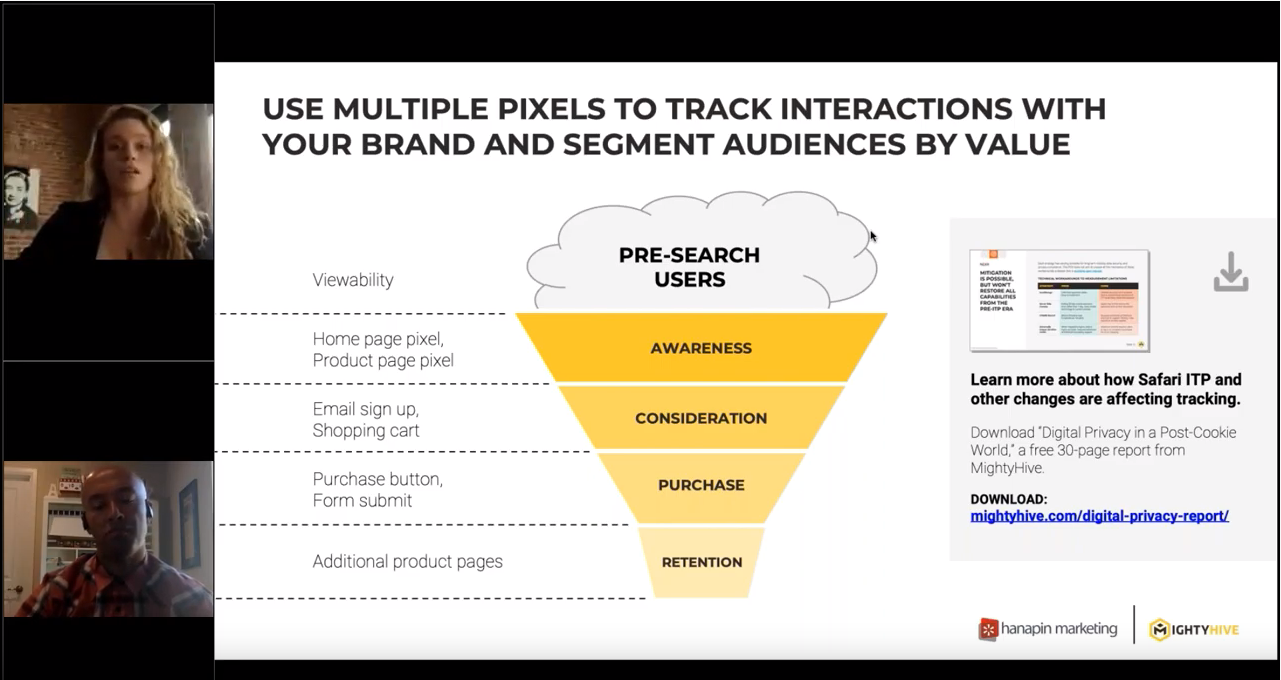 USE MULTIPLE PIXELS TO TRACK INTERACTIONS WITH
YOUR BRAND AND SEGMENT AUDIENCES BY VALUE
PRE-SEARCH
USERS
Viewability
Home page pixel,
Product page pixel
AWARENESS
Email sign up,
Shopping cart
CONSIDERATION
Purchase button,
Form submit
PURCHASE
Additional product pages
RETENTION
MITIGATION
IS POSSIBLE,
BUT WON'T
RESTORE ALL
CAPABILITIES
FROM THE
PRE-ITP ERA
Learn more about how Safari ITP and
other changes are affecting tracking.
Download “Digital Privacy in a Post-Cookie
World,” a free 30-page report from
MightyHive.
DOWNLOAD:
mightyhive.com/digital-privacy-report/
hanapin marketing
MIGHTYHIVE